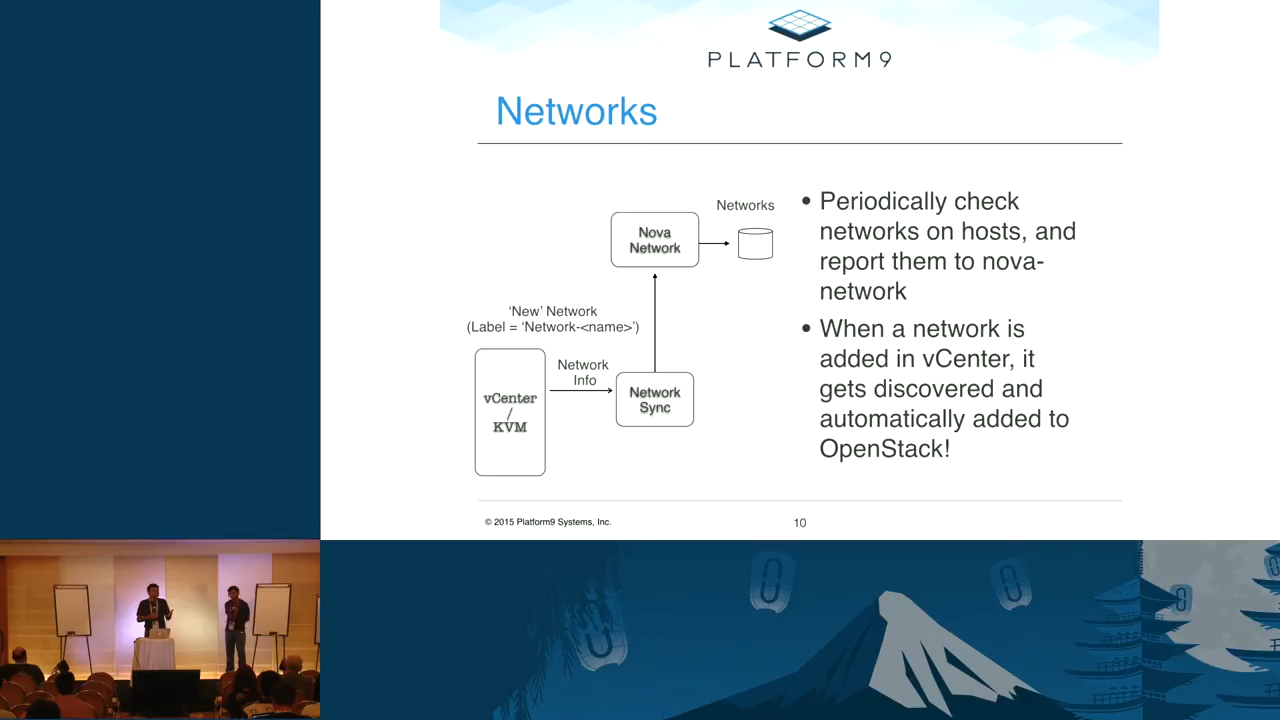 PLATFORM9
Networks
Networks
Nova
Network
'New' Network
(Label = 'Network-<name>')
Network
Info
vCenter
/
KVM
Network
Sync
• Periodically check
networks on hosts, and
report them to nova-
network
• When a network is
added in vCenter, it
gets discovered and
automatically added to
OpenStack!
© 2015 Platform9 Systems, Inc.
10